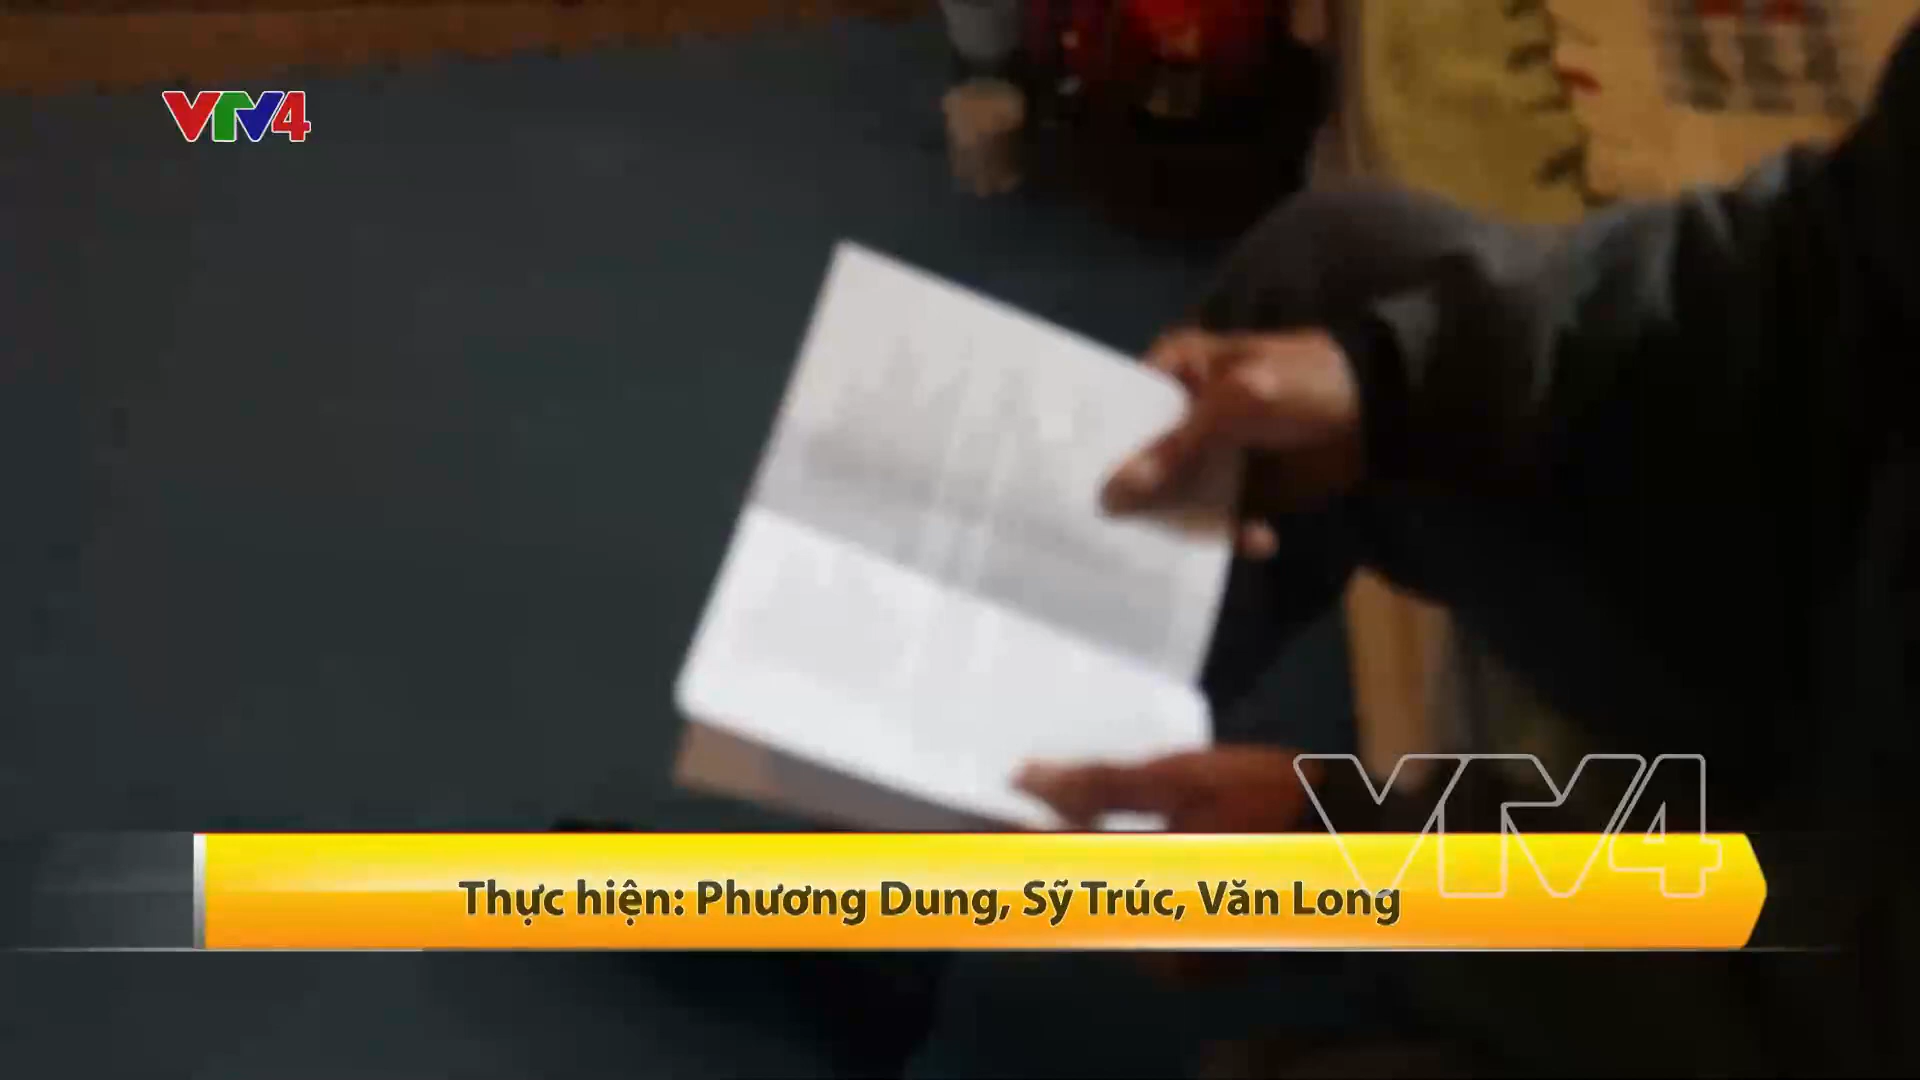 VTV4
VTV4
Thực hiện: Phương Dung, Sỹ Trúc, Văn Long